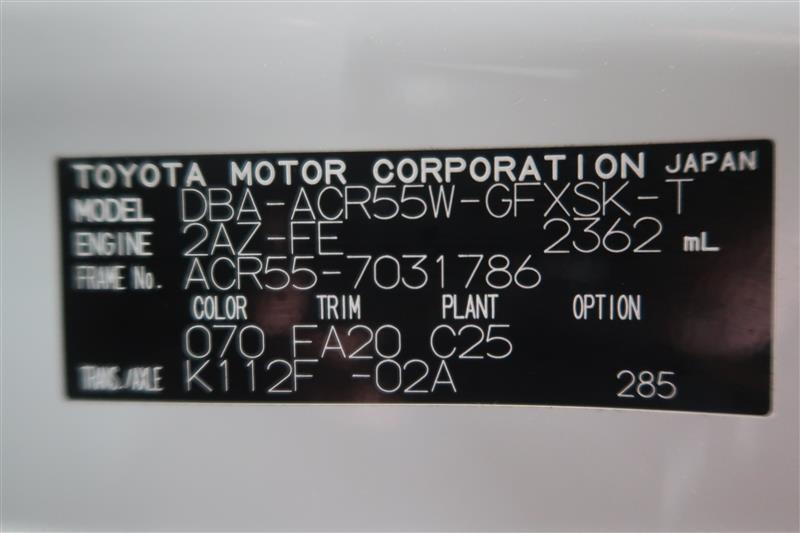 TOYOTA MOTOR CORPORATION JAPAN
MODEL DBA-ACR55W-GFXSK-T
ENGINE 2AZ-FE 2362 mL
FRAME No. ACR55-7031786
COLOR TRIM PLANT OPTION
070 FA20 C25
TRANS./AXLE K112F -02A 285